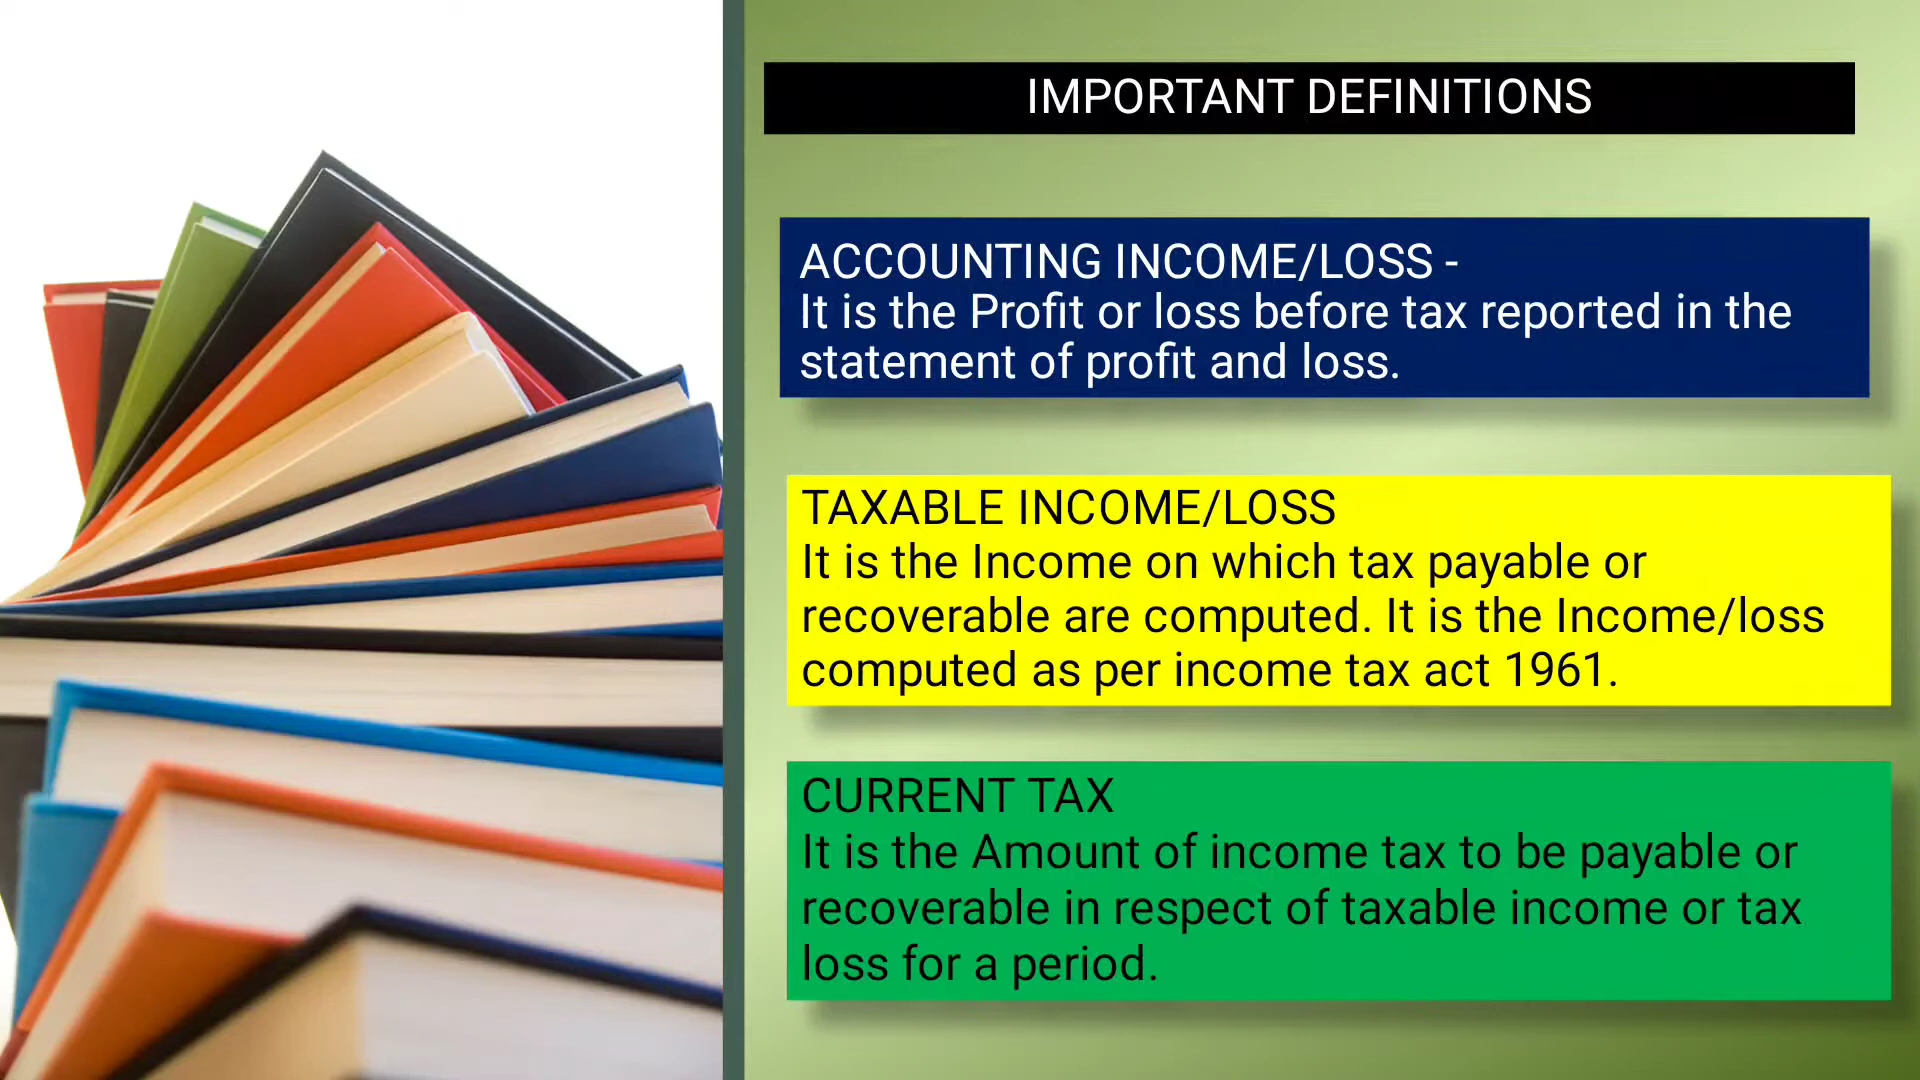 IMPORTANT DEFINITIONS
ACCOUNTING INCOME/LOSS -
It is the Profit or loss before tax reported in the
statement of profit and loss.
TAXABLE INCOME/LOSS
It is the Income on which tax payable or
recoverable are computed. It is the Income/loss
computed as per income tax act 1961.
CURRENT TAX
It is the Amount of income tax to be payable or
recoverable in respect of taxable income or tax
loss for a period.